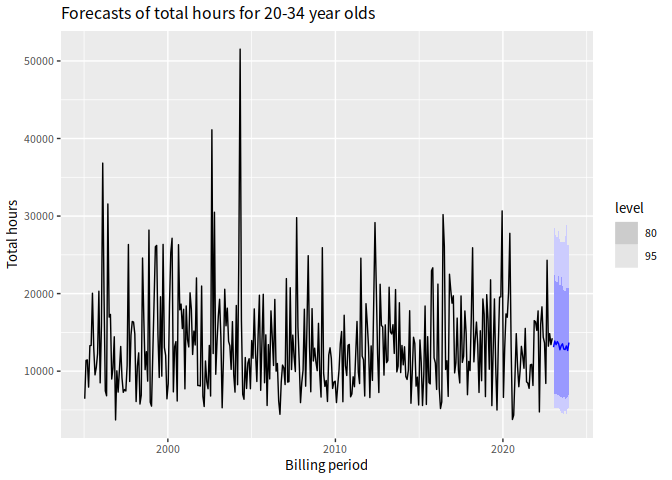 Forecasts of total hours for 20-34 year olds
50000
40000
30000
20000
10000
Total hours
2000
2010
2020
Billing period
level
80
95